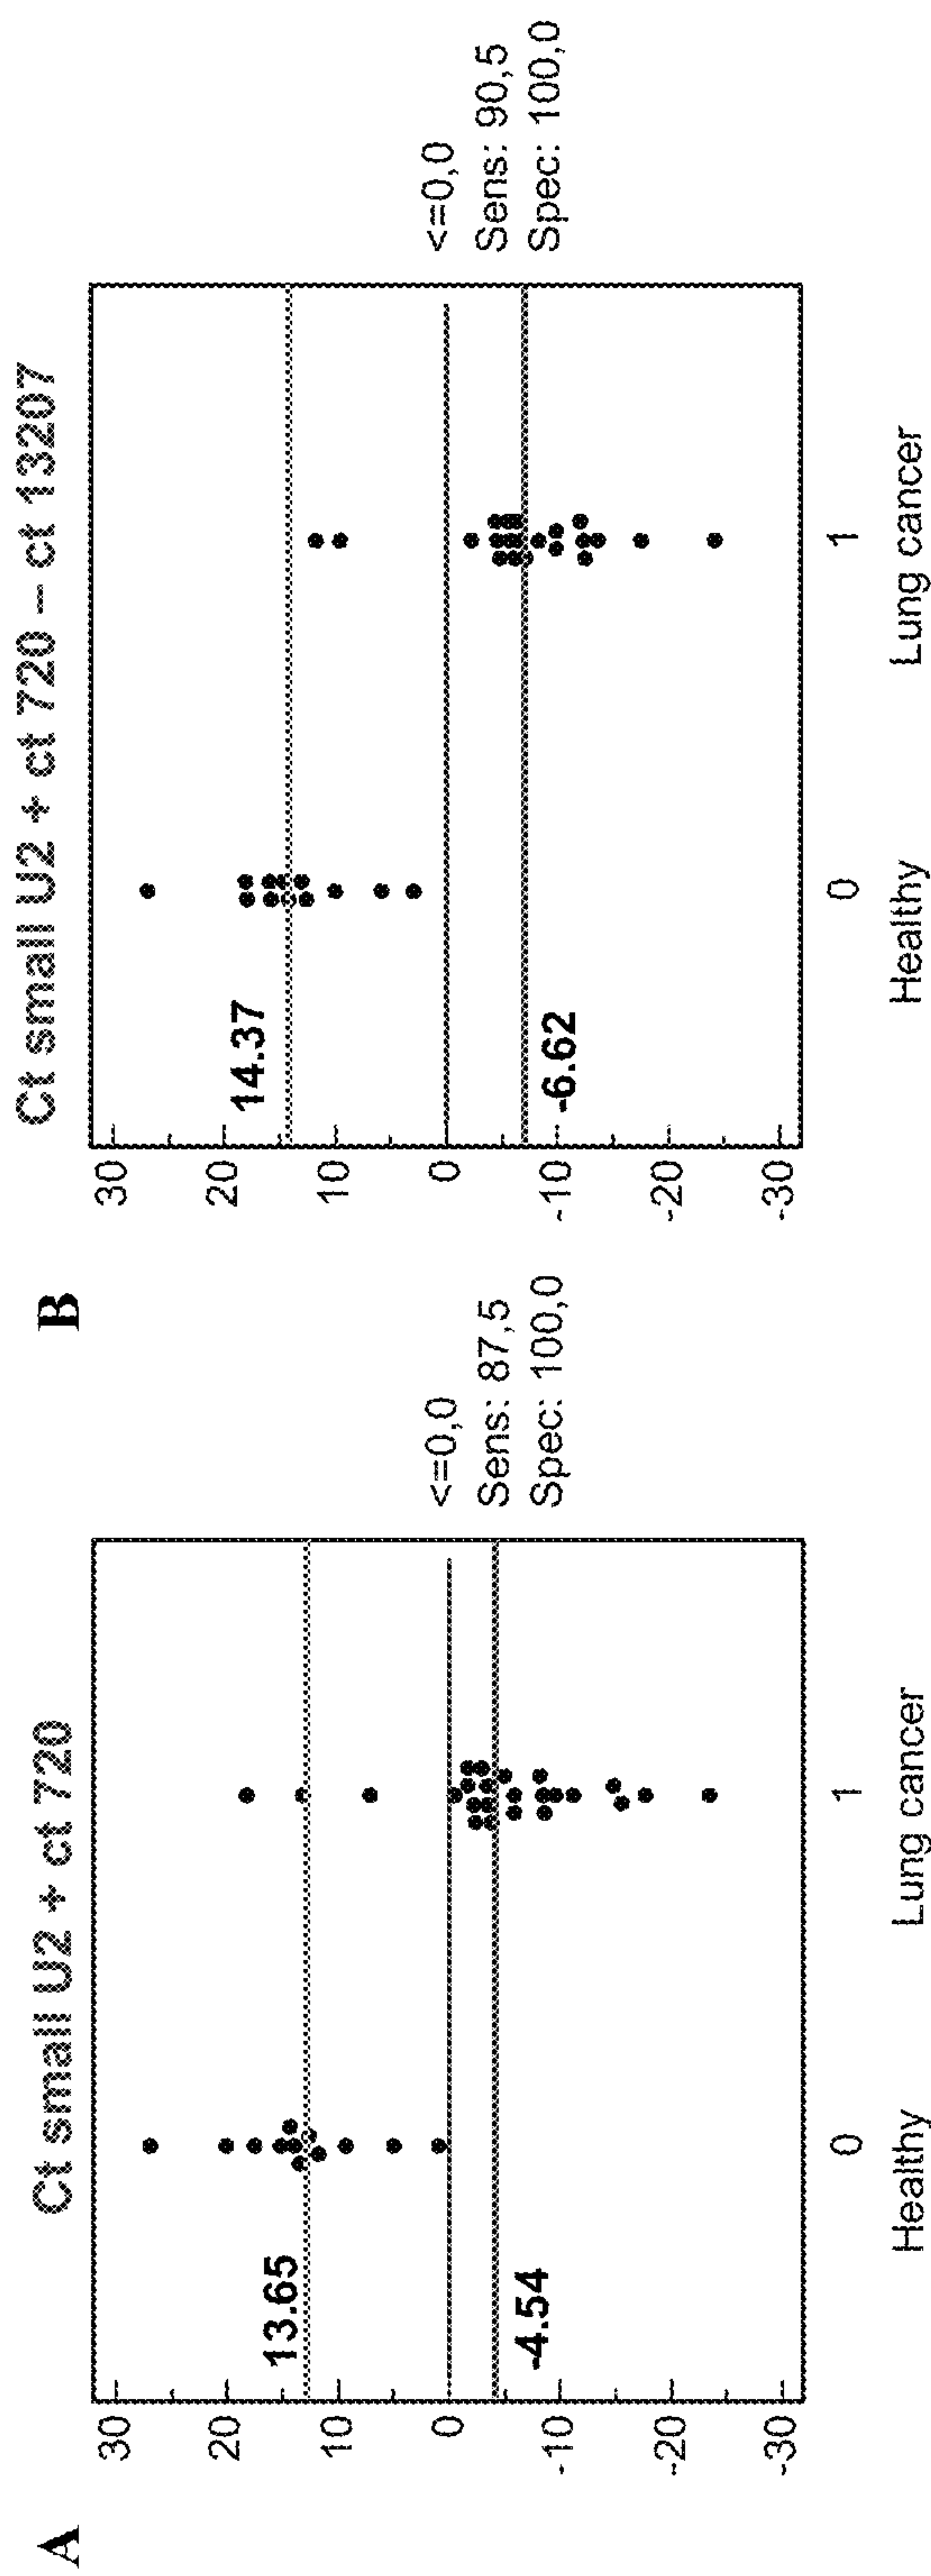 A
Ct small U2 + ct 720
30
20
10
0
-10
-20
-30
13.65
-4.54
<=0,0
Sens: 87,5
Spec: 100,0
0
1
Healthy
Lung cancer
B
Ct small U2 + ct 720 – ct 13207
30
20
10
0
-10
-20
-30
14.37
-6.62
<=0,0
Sens: 90,5
Spec: 100,0
0
1
Healthy
Lung cancer